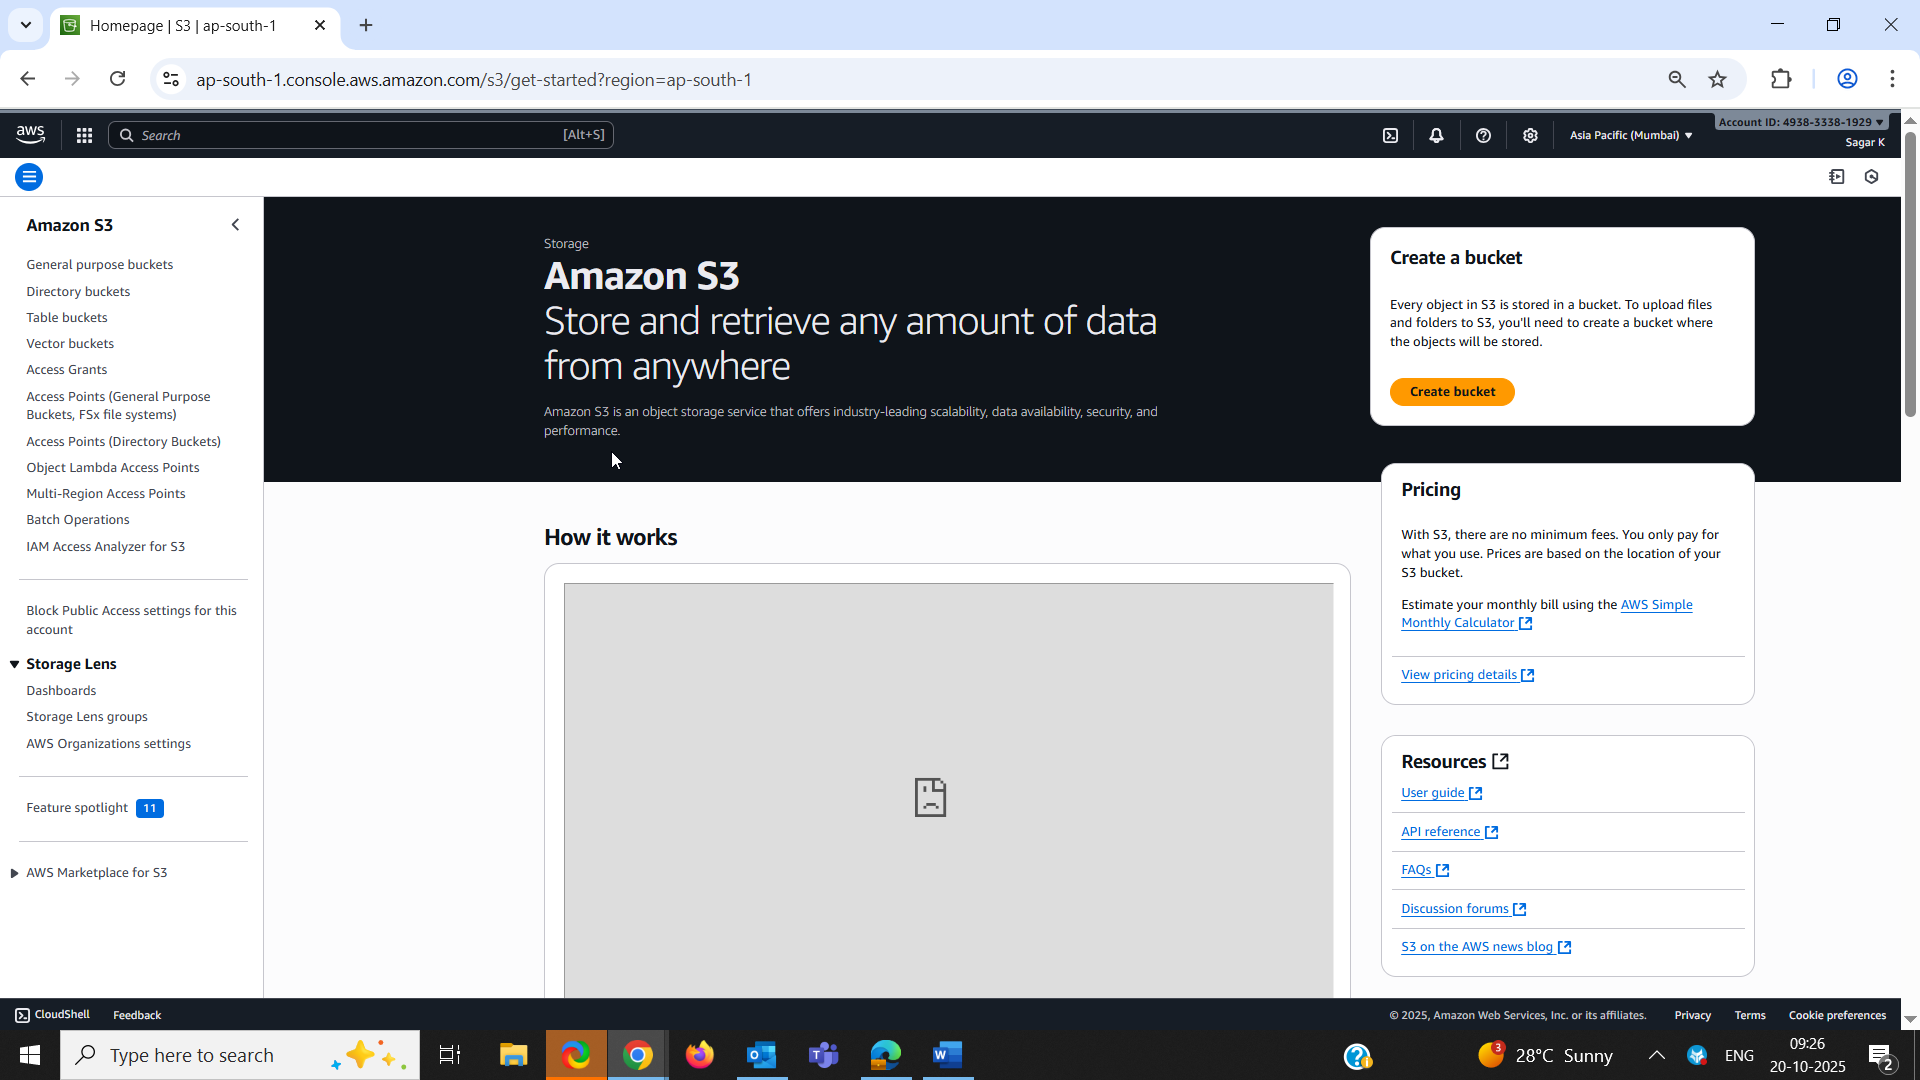 Homepage | S3 | ap-south-1
ap-south-1.console.aws.amazon.com/s3/get-started?region=ap-south-1
aws
Search
[Alt+S]
Asia Pacific (Mumbai)
Account ID: 4938-3338-1929
Sagar K
Amazon S3
General purpose buckets
Directory buckets
Table buckets
Vector buckets
Access Grants
Access Points (General Purpose
Buckets, FSx file systems)
Access Points (Directory Buckets)
Object Lambda Access Points
Multi-Region Access Points
Batch Operations
IAM Access Analyzer for S3
Block Public Access settings for this
account
Storage Lens
Dashboards
Storage Lens groups
AWS Organizations settings
Feature spotlight 11
AWS Marketplace for S3
Storage
Amazon S3
Store and retrieve any amount of data
from anywhere
Amazon S3 is an object storage service that offers industry-leading scalability, data availability, security, and
performance.
How it works
Create a bucket
Every object in S3 is stored in a bucket. To upload files
and folders to S3, you'll need to create a bucket where
the objects will be stored.
Create bucket
Pricing
With S3, there are no minimum fees. You only pay for
what you use. Prices are based on the location of your
S3 bucket.
Estimate your monthly bill using the AWS Simple
Monthly Calculator
View pricing details
Resources
User guide
API reference
FAQs
Discussion forums
S3 on the AWS news blog
CloudShell
Feedback
© 2025, Amazon Web Services, Inc. or its affiliates.
Privacy
Terms
Cookie preferences
Type here to search
3
28°C Sunny
ENG
09:26
20-10-2025
2